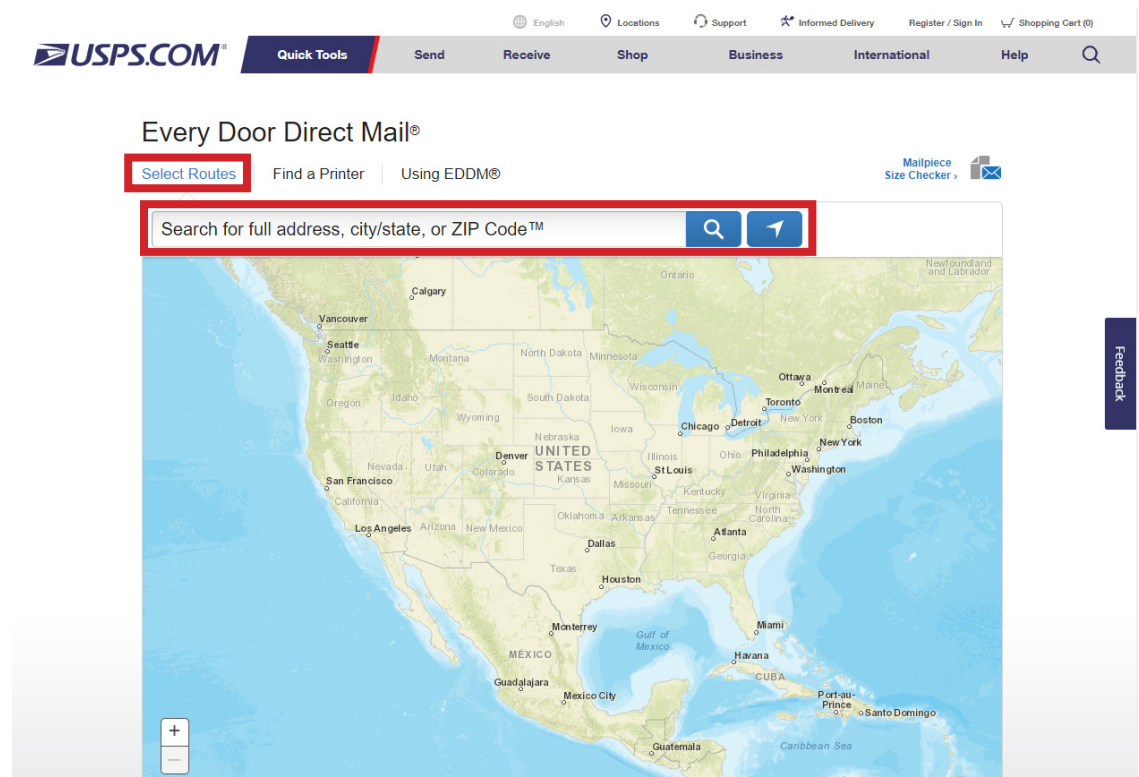 English Locations Support Informed Delivery Register / Sign In Shopping Cart (0)
USPS.COM® Quick Tools Send Receive Shop Business International Help
Every Door Direct Mail®
Select Routes Find a Printer Using EDDM®
Mailpiece
Size Checker ›
Search for full address, city/state, or ZIP Code™
Newfoundland
and Labrador
Ontario
Calgary
Vancouver
Seattle
Washington
Montana
North Dakota
Minnesota
Ottawa
Montreal
Maine
Wisconsin
Oregon
Idaho
South Dakota
Toronto
Wyoming
Chicago
Detroit
New York
Boston
Iowa
Nebraska
New York
Denver
UNITED
STATES
Illinois
Ohio
Philadelphia
Nevada
Utah
Colorado
Kansas
St Louis
Washington
San Francisco
Missouri
Kentucky
Virginia
California
Los Angeles
Arizona
New Mexico
Oklahoma
Arkansas
Tennessee
North
Carolina
Atlanta
Dallas
Georgia
Texas
Houston
Monterrey
Gulf of
Mexico
Miami
MÉXICO
Havana
CUBA
Guadalajara
Mexico City
Port-au-
Prince
Santo Domingo
Guatemala
Caribbean Sea
+
−
Feedback